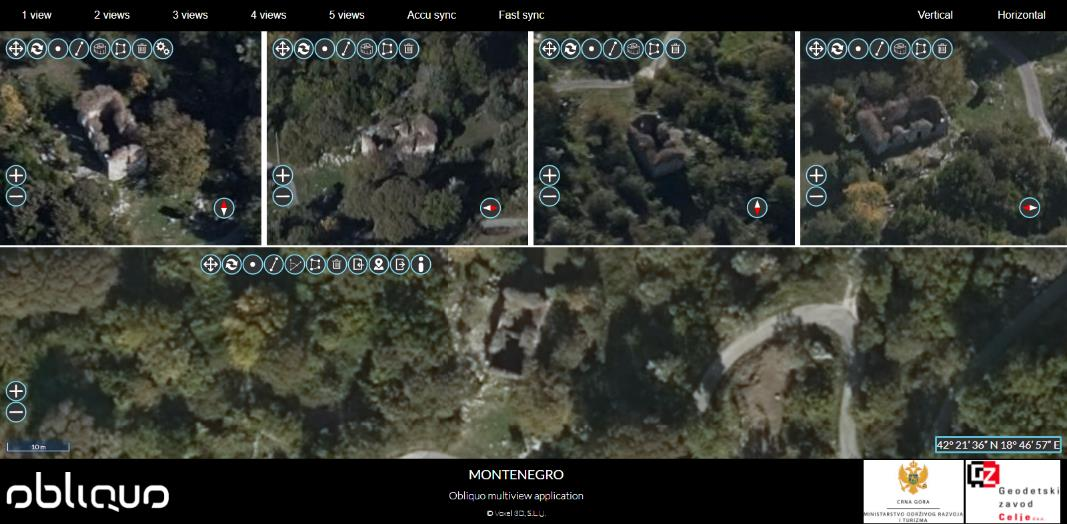 1 view 2 views 3 views 4 views 5 views Accu sync Fast sync Vertical Horizontal
10 m
42° 21' 36" N 18° 46' 57" E
obliquo
MONTENEGRO
Obliquo multiview application
© Voxel 3D, S.L.U.
CRNA GORA
MINISTARSTVO ODRŽIVOG RAZVOJA
I TURIZMA
GZ
Geodetski
zavod
Celje d.o.o.